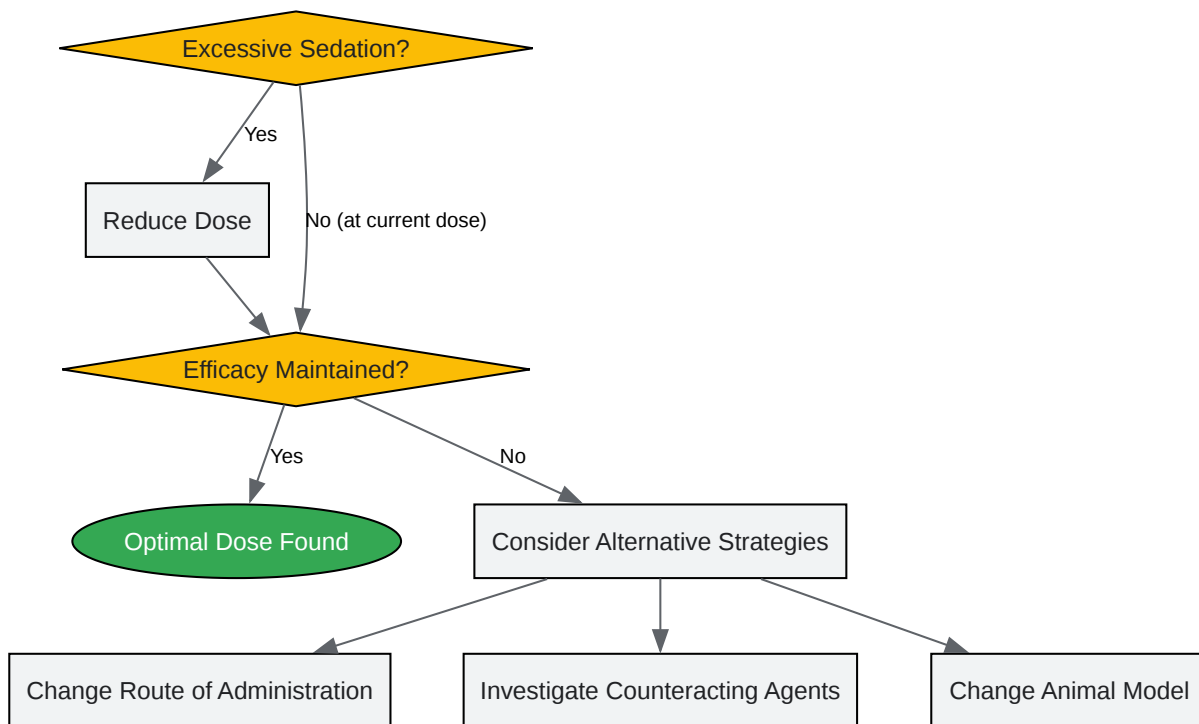 Excessive Sedation?
Yes
Reduce Dose
No (at current dose)
Efficacy Maintained?
Yes
No
Optimal Dose Found
Consider Alternative Strategies
Change Route of Administration
Investigate Counteracting Agents
Change Animal Model